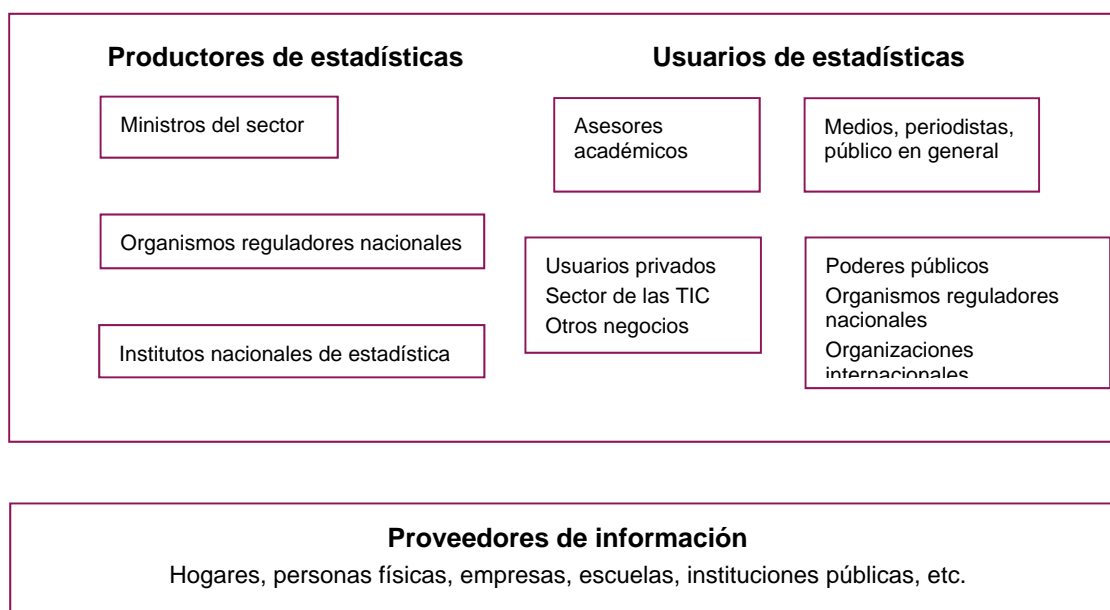 Productores de estadísticas
Ministros del sector
Organismos reguladores nacionales
Institutos nacionales de estadística
Usuarios de estadísticas
Asesores
académicos
Medios, periodistas,
público en general
Usuarios privados
Sector de las TIC
Otros negocios
Poderes públicos
Organismos reguladores
nacionales
Organizaciones
internacionales
Proveedores de información
Hogares, personas físicas, empresas, escuelas, instituciones públicas, etc.